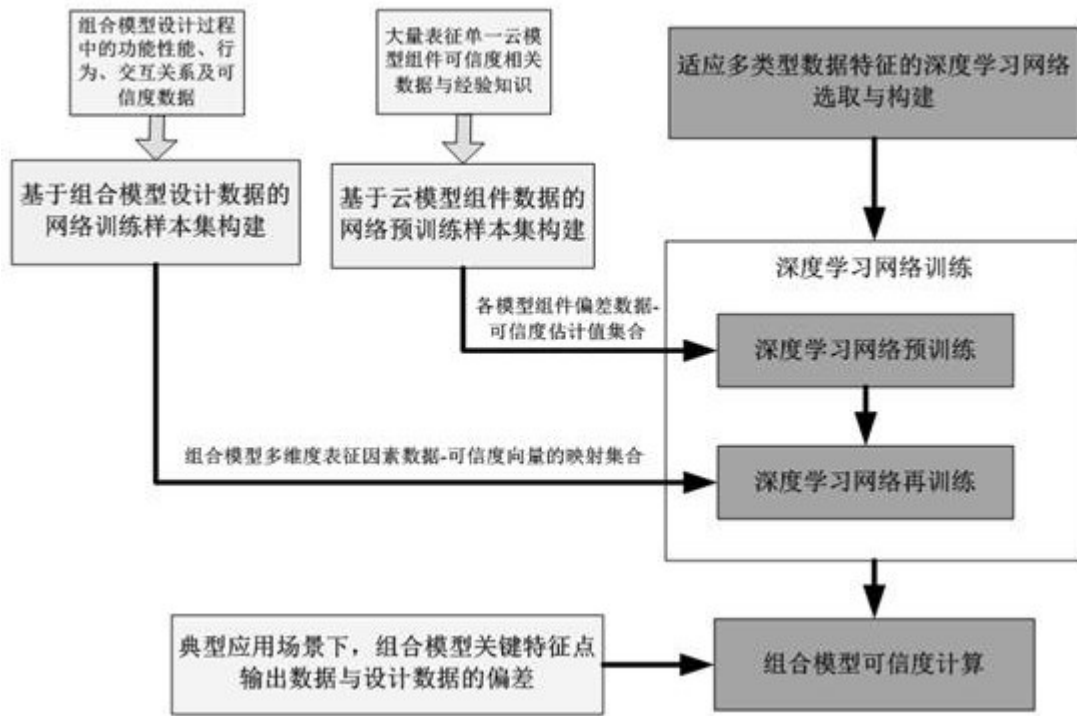 组合模型设计过程
中的功能性能、行
为、交互关系及可
信度数据
大量表征单一云模
型组件可信度相关
数据与经验知识
适应多类型数据特征的深度学习网络
选取与构建
基于组合模型设计数据的
网络训练样本集构建
基于云模型组件数据的
网络预训练样本集构建
深度学习网络训练
各模型组件偏差数据-
可信度估计值集合
深度学习网络预训练
组合模型多维度表征因素数据-可信度向量的映射集合
深度学习网络再训练
典型应用场景下，组合模型关键特征点
输出数据与设计数据的偏差
组合模型可信度计算